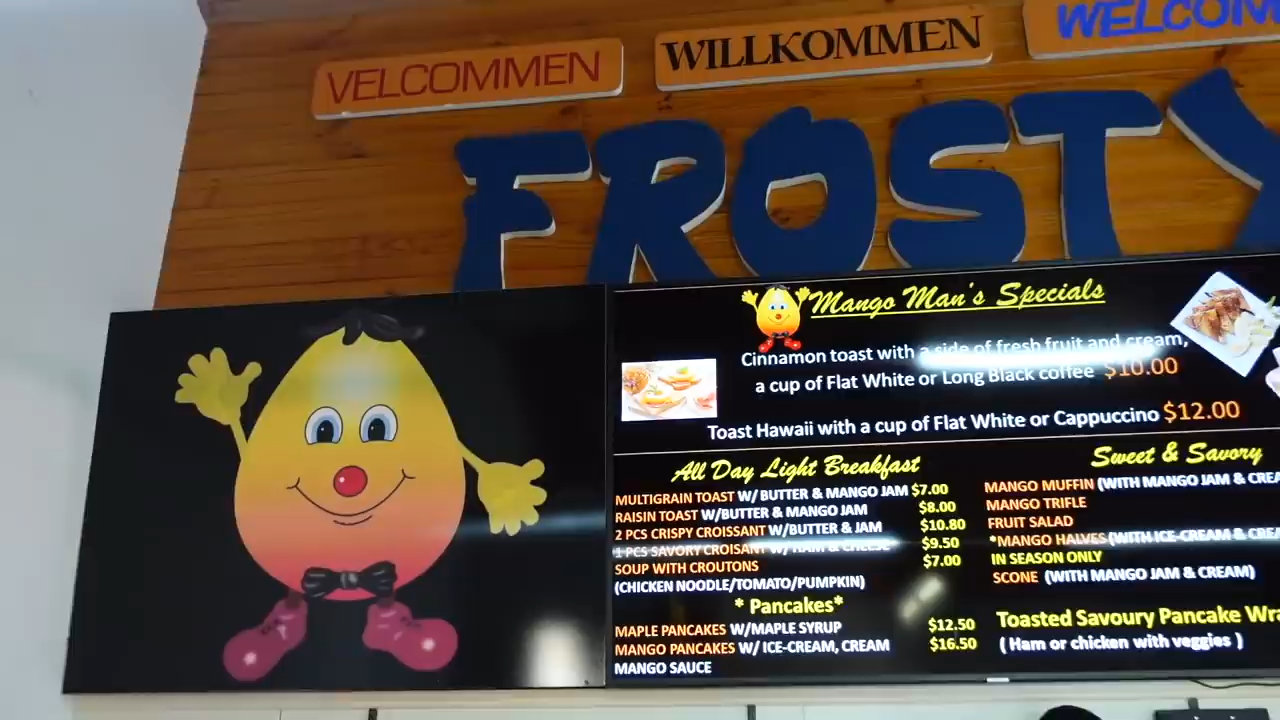 VELCOMMEN
WILLKOMMEN
WELCOM
FROSTY
Mango Man's Specials
Cinnamon toast with a side of fresh fruit and cream,
a cup of Flat White or Long Black coffee $10.00
Toast Hawaii with a cup of Flat White or Cappuccino $12.00
All Day Light Breakfast
MULTIGRAIN TOAST W/BUTTER & MANGO JAM $7.00
RAISIN TOAST W/BUTTER & MANGO JAM $8.00
2 PCS CRISPY CROISSANT W/BUTTER & JAM $10.80
1 PCS SAVORY CROISANT W/ HAM & CHEESE $9.50
SOUP WITH CROUTONS $7.00
(CHICKEN NOODLE/TOMATO/PUMPKIN)
* Pancakes*
MAPLE PANCAKES W/MAPLE SYRUP $12.50
MANGO PANCAKES W/ ICE-CREAM, CREAM $16.50
MANGO SAUCE
Sweet & Savory
MANGO MUFFIN (WITH MANGO JAM & CREA
MANGO TRIFLE
FRUIT SALAD
*MANGO HALVES (WITH ICE-CREAM & CREA
IN SEASON ONLY
SCONE (WITH MANGO JAM & CREAM)
Toasted Savoury Pancake Wra
( Ham or chicken with veggies )